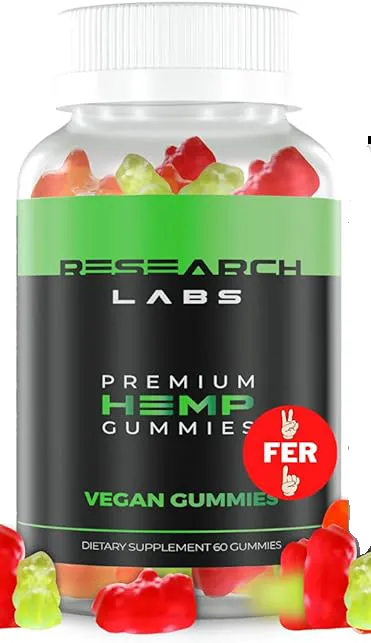 RESEARCH
LABS
PREMIUM
HEMP
GUMMIES
FER
VEGAN GUMMIES
DIETARY SUPPLEMENT 60 GUMMIES